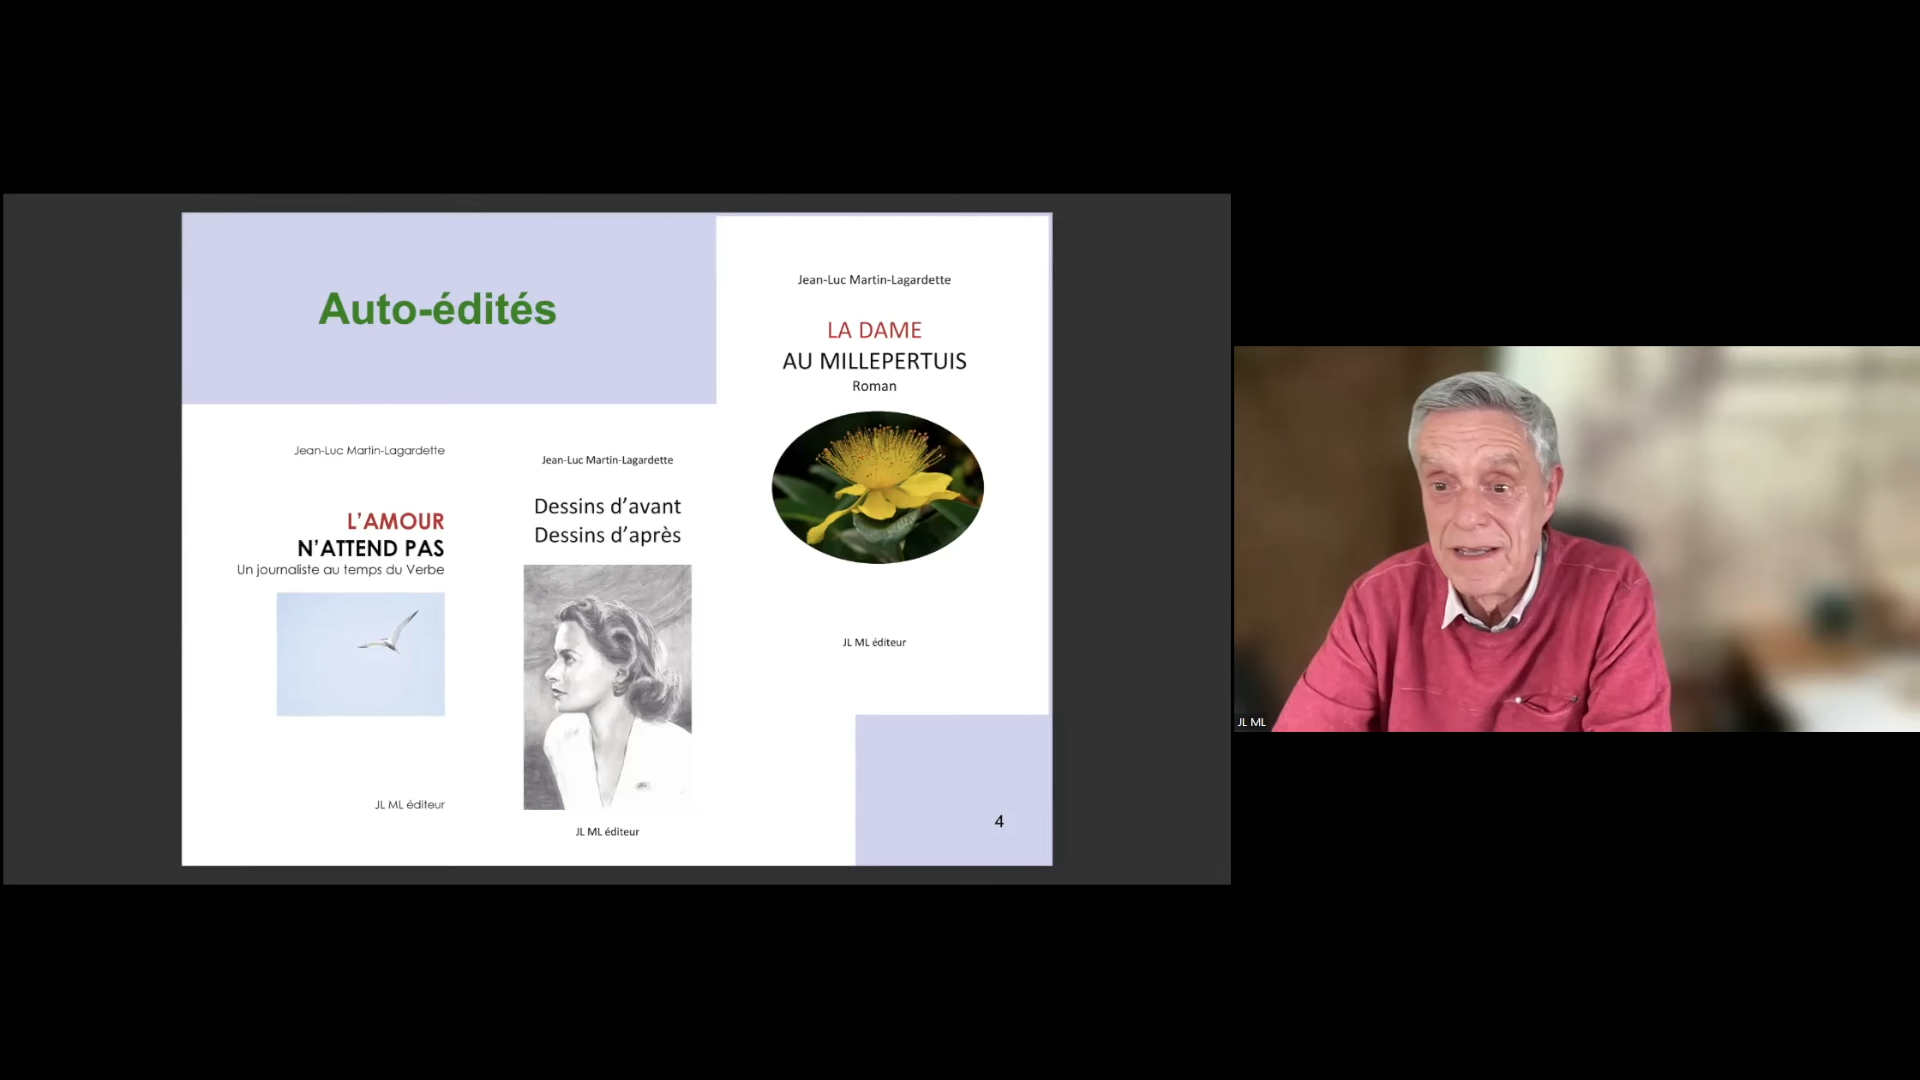 Auto-édités
Jean-Luc Martin-Lagardette
LA DAME
AU MILLEPERTUIS
Roman
JL ML éditeur
Jean-Luc Martin-Lagardette
L’AMOUR
N’ATTEND PAS
Un journaliste au temps du Verbe
JL ML éditeur
Jean-Luc Martin-Lagardette
Dessins d’avant
Dessins d’après
JL ML éditeur
4
JL ML